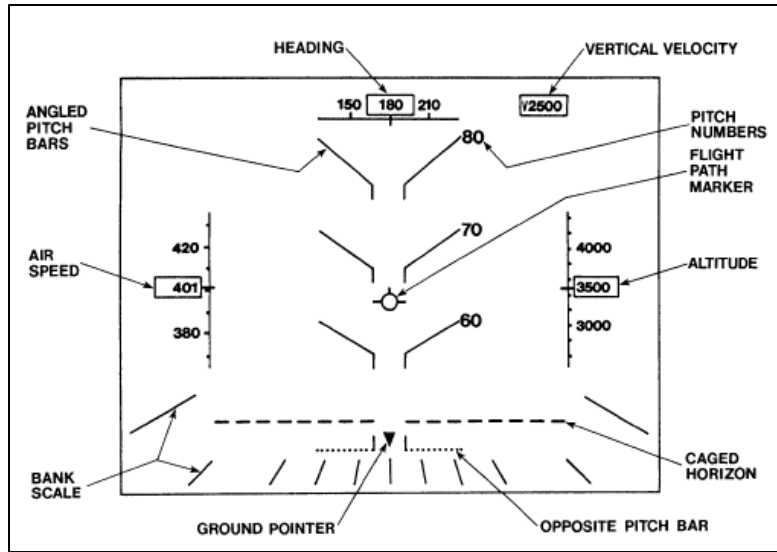 HEADING
VERTICAL VELOCITY
ANGLED
PITCH
BARS
150 180 210
V2500
PITCH
NUMBERS
80
FLIGHT
PATH
MARKER
70
AIR
SPEED
420
401
380
4000
3500
3000
ALTITUDE
60
BANK
SCALE
CAGED
HORIZON
GROUND POINTER
OPPOSITE PITCH BAR